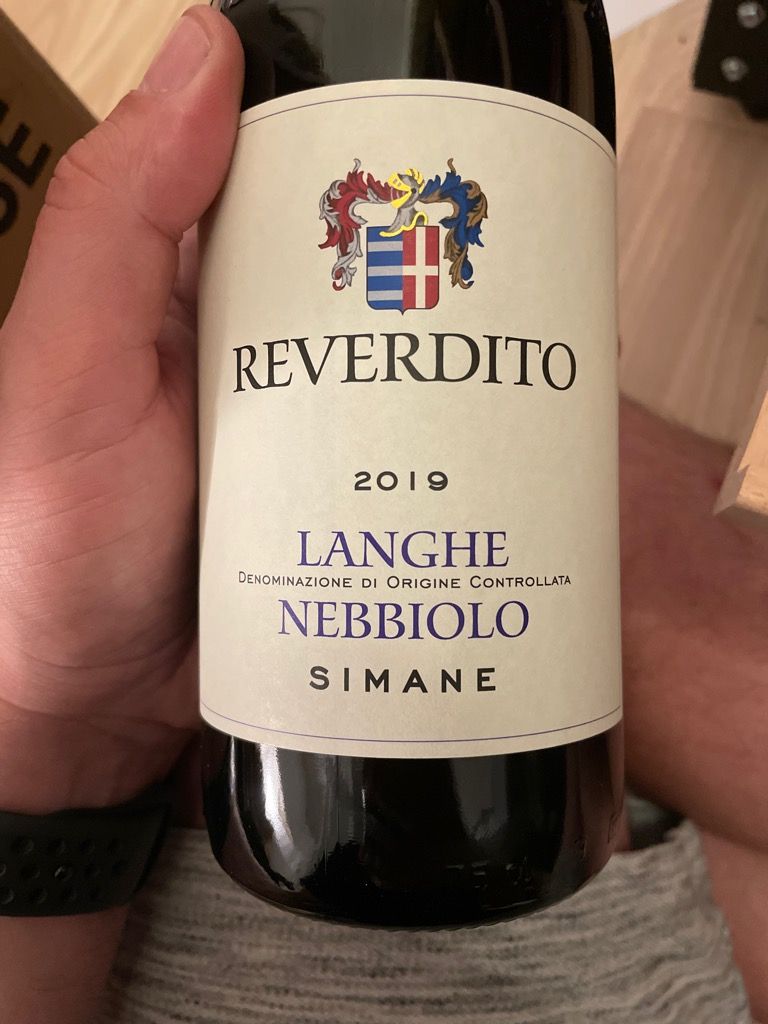 REVERDITO
2019
LANGHE
DENOMINAZIONE DI ORIGINE CONTROLLATA
NEBBIOLO
SIMANE